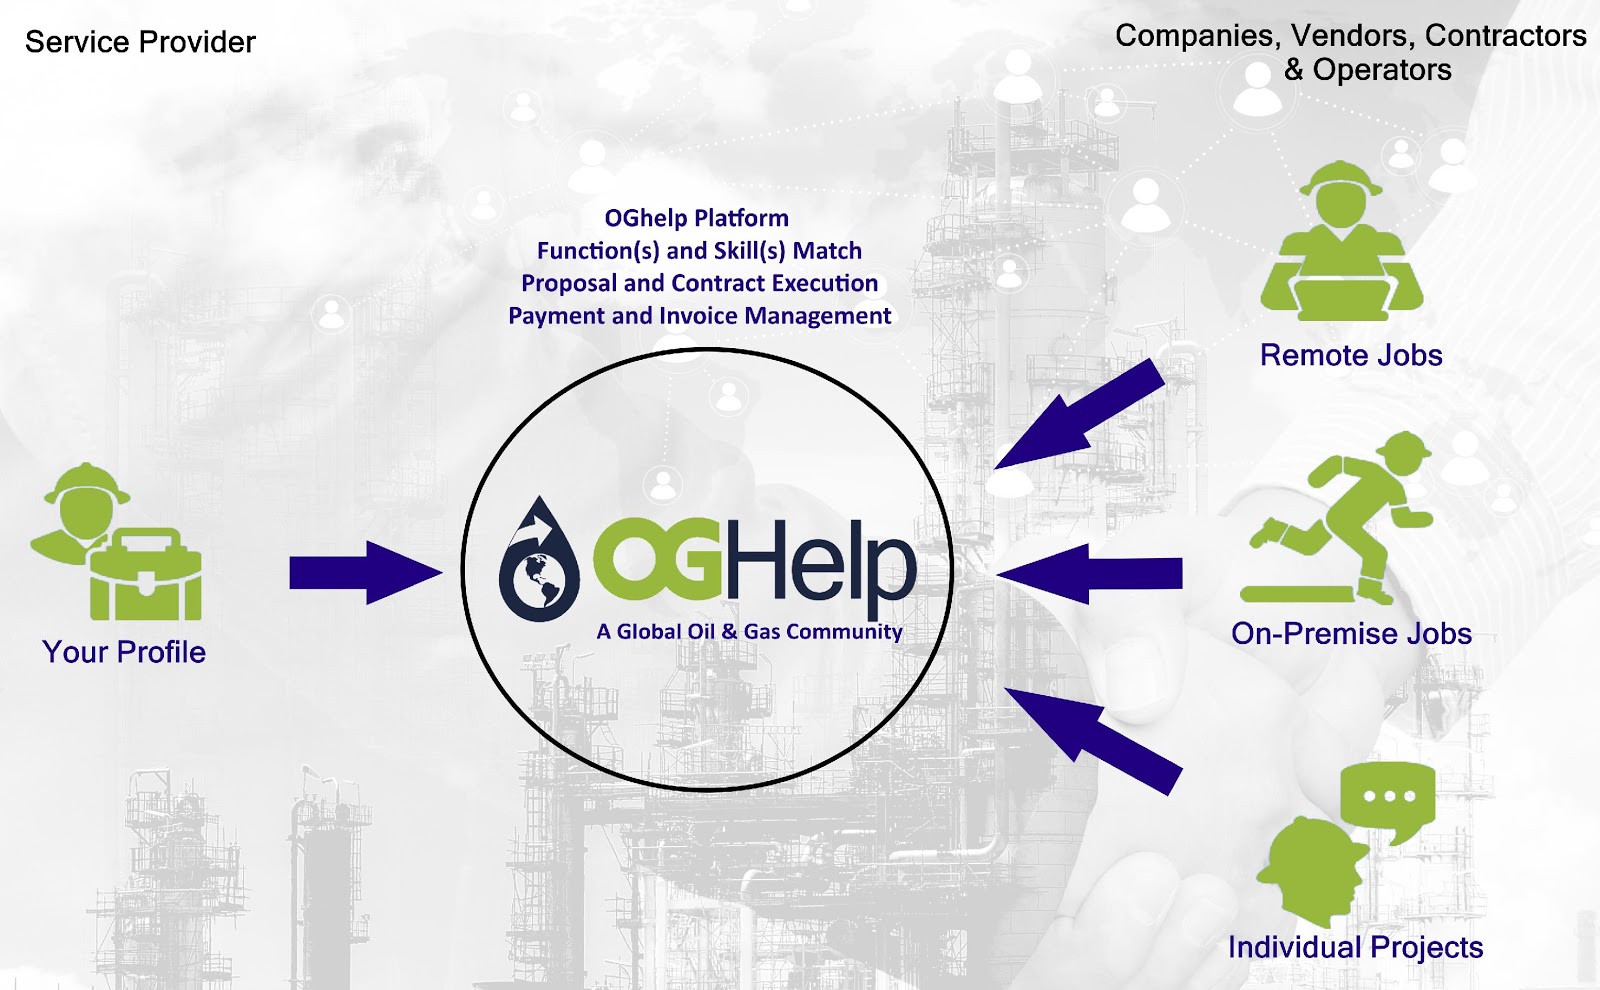 Service Provider
Companies, Vendors, Contractors
& Operators
OGhelp Platform
Function(s) and Skill(s) Match
Proposal and Contract Execution
Payment and Invoice Management
Remote Jobs
OGHelp
A Global Oil & Gas Community
Your Profile
On-Premise Jobs
Individual Projects